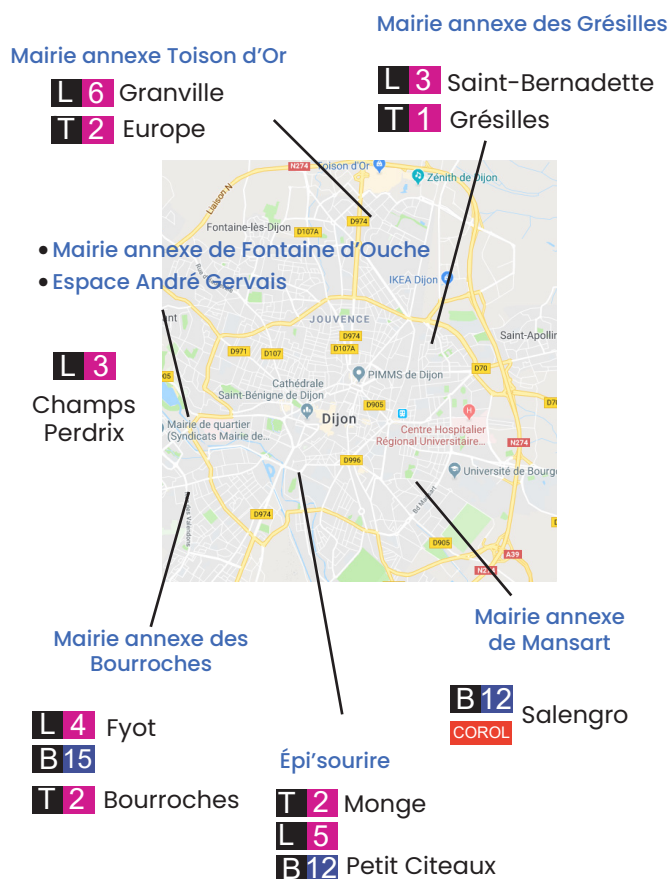 Mairie annexe des Grésilles
L 3 Saint-Bernadette
T 1 Grésilles
Mairie annexe Toison d’Or
L 6 Granville
T 2 Europe
N274
Toison d'Or
Zénith de Dijon
Liaison N
Fontaine-lès-Dijon
D107A
D974
• Mairie annexe de Fontaine d’Ouche
• Espace André Gervais
IKEA Dijon
JOUVENCE
ant
D974
D971
D107
D107A
Saint-Apollin
D70
L 3
Champs
Perdrix
905
PIMMS de Dijon
Cathédrale
Saint-Bénigne de Dijon
D905
D70
Mairie de quartier
(Syndicats Mairie de...
Dijon
Centre Hospitalier
Régional Universitaire...
D996
Université de Bourg
Bd Mansart
D974
D905
A39
N274
Mairie annexe des
Bourroches
Mairie annexe
de Mansart
L 4 Fyot
B 15
T 2 Bourroches
B 12 Salengro
COROL
Épi’sourire
T 2 Monge
L 5
B 12 Petit Citeaux